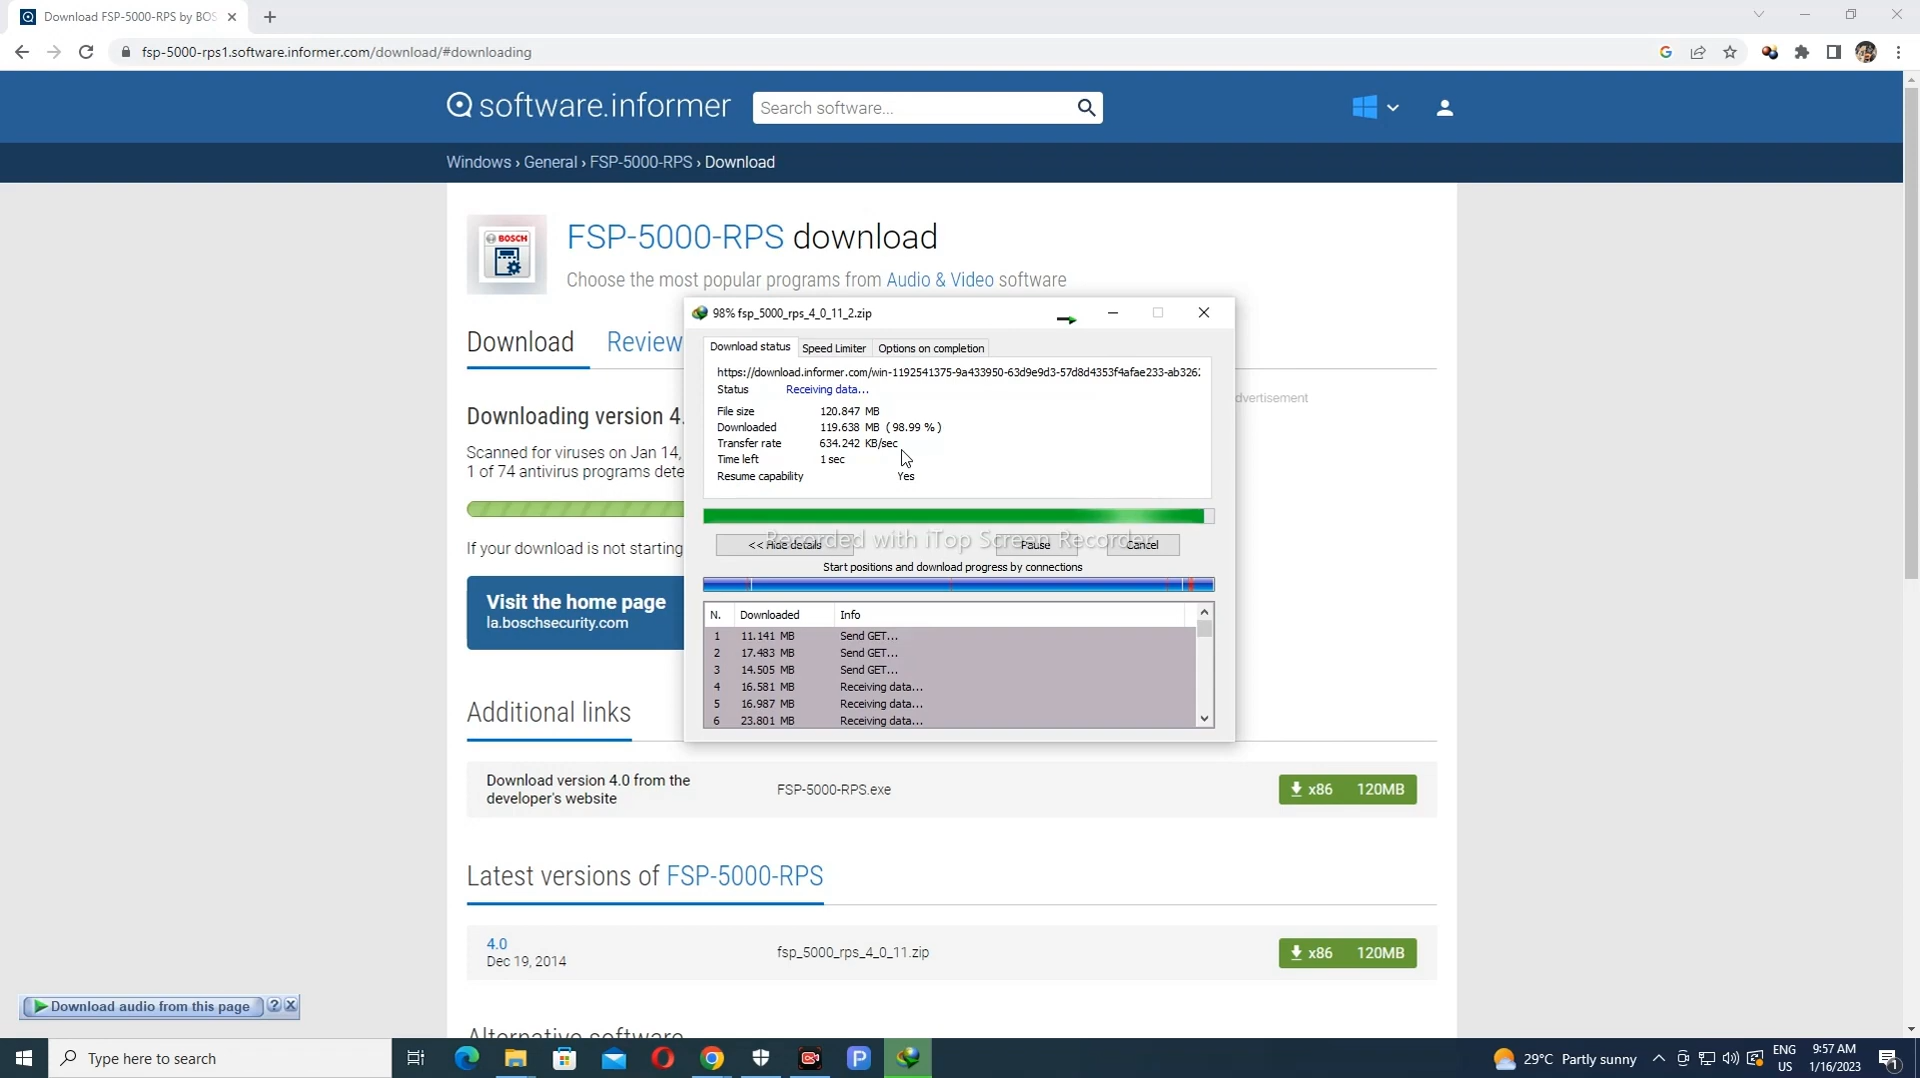 Download FSP-5000-RPS by BOS
fsp-5000-rps1.software.informer.com/download/#downloading
software.informer
Search software...
Windows › General › FSP-5000-RPS › Download
BOSCH
FSP-5000-RPS download
Choose the most popular programs from Audio & Video software
98% fsp_5000_rps_4_0_11_2.zip
Download
Review
Download status
Speed Limiter
Options on completion
https://download.informer.com/win-1192541375-9a433950-63d9e9d3-57d8d4353f4afae233-ab3262
Status Receiving data...
File size 120.847 MB
Downloaded 119.638 MB ( 98.99 % )
Transfer rate 634.242 KB/sec
Time left 1 sec
Resume capability Yes
dvertisement
Downloading version 4.
Scanned for viruses on Jan 14,
1 of 74 antivirus programs dete
If your download is not starting
<< Hide details
Pause
Cancel
Recorded with iTop Screen Recorder
Start positions and download progress by connections
N. Downloaded Info
1 11.141 MB Send GET...
2 17.483 MB Send GET...
3 14.505 MB Send GET...
4 16.581 MB Receiving data...
5 16.987 MB Receiving data...
6 23.801 MB Receiving data...
Visit the home page
la.boschsecurity.com
Additional links
Download version 4.0 from the
developer's website
FSP-5000-RPS.exe
x86 120MB
Latest versions of FSP-5000-RPS
4.0
Dec 19, 2014
fsp_5000_rps_4_0_11.zip
x86 120MB
Download audio from this page
?
Alternative software
Type here to search
29°C Partly sunny
ENG
US
9:57 AM
1/16/2023
1